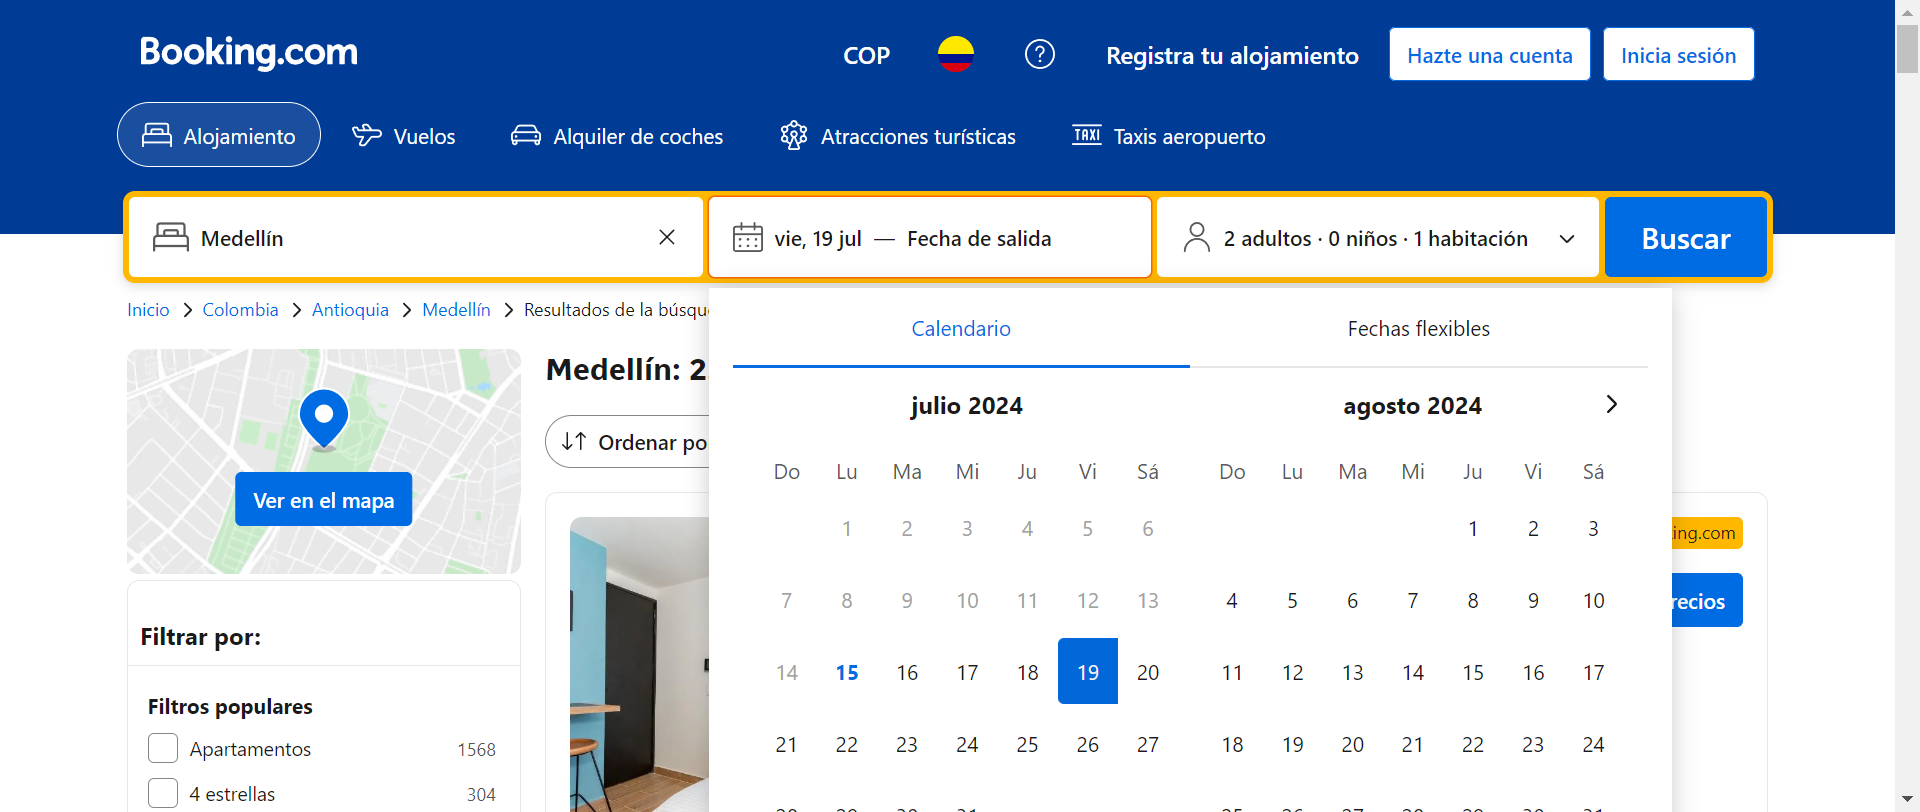 Booking.com
COP
Registra tu alojamiento
Hazte una cuenta
Inicia sesión
Alojamiento
Vuelos
Alquiler de coches
Atracciones turísticas
TAXI
Taxis aeropuerto
Medellín
vie, 19 jul — Fecha de salida
2 adultos · 0 niños · 1 habitación
Buscar
Inicio
Colombia
Antioquia
Medellín
Resultados de la búsqu
Calendario
Fechas flexibles
Ver en el mapa
Medellín: 2
Ordenar po
julio 2024
Do Lu Ma Mi Ju Vi Sá
1 2 3 4 5 6
7 8 9 10 11 12 13
14 15 16 17 18 19 20
21 22 23 24 25 26 27
agosto 2024
Do Lu Ma Mi Ju Vi Sá
1 2 3
4 5 6 7 8 9 10
11 12 13 14 15 16 17
18 19 20 21 22 23 24
ing.com
recios
Filtrar por:
Filtros populares
Apartamentos 1568
4 estrellas 304